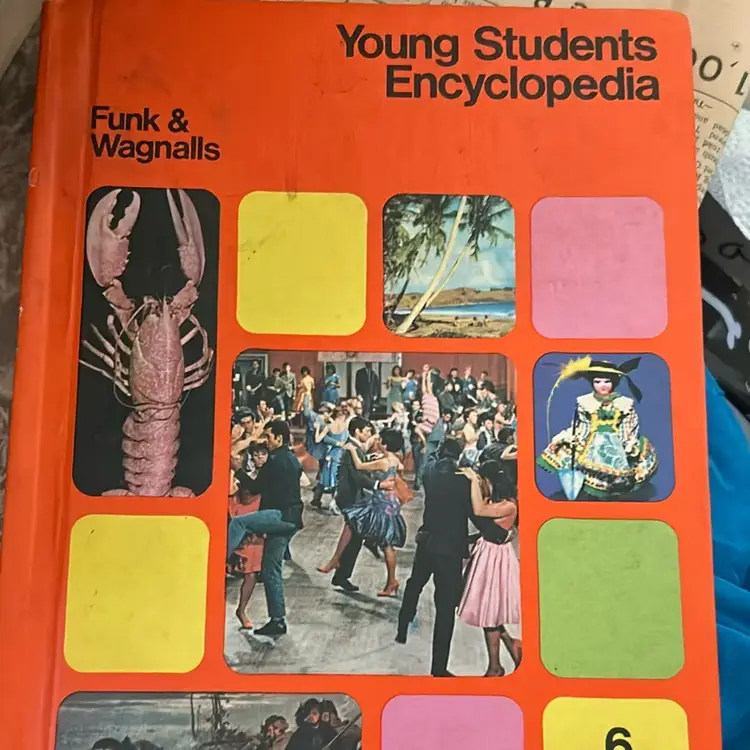 Young Students
Encyclopedia
Funk &
Wagnalls
6